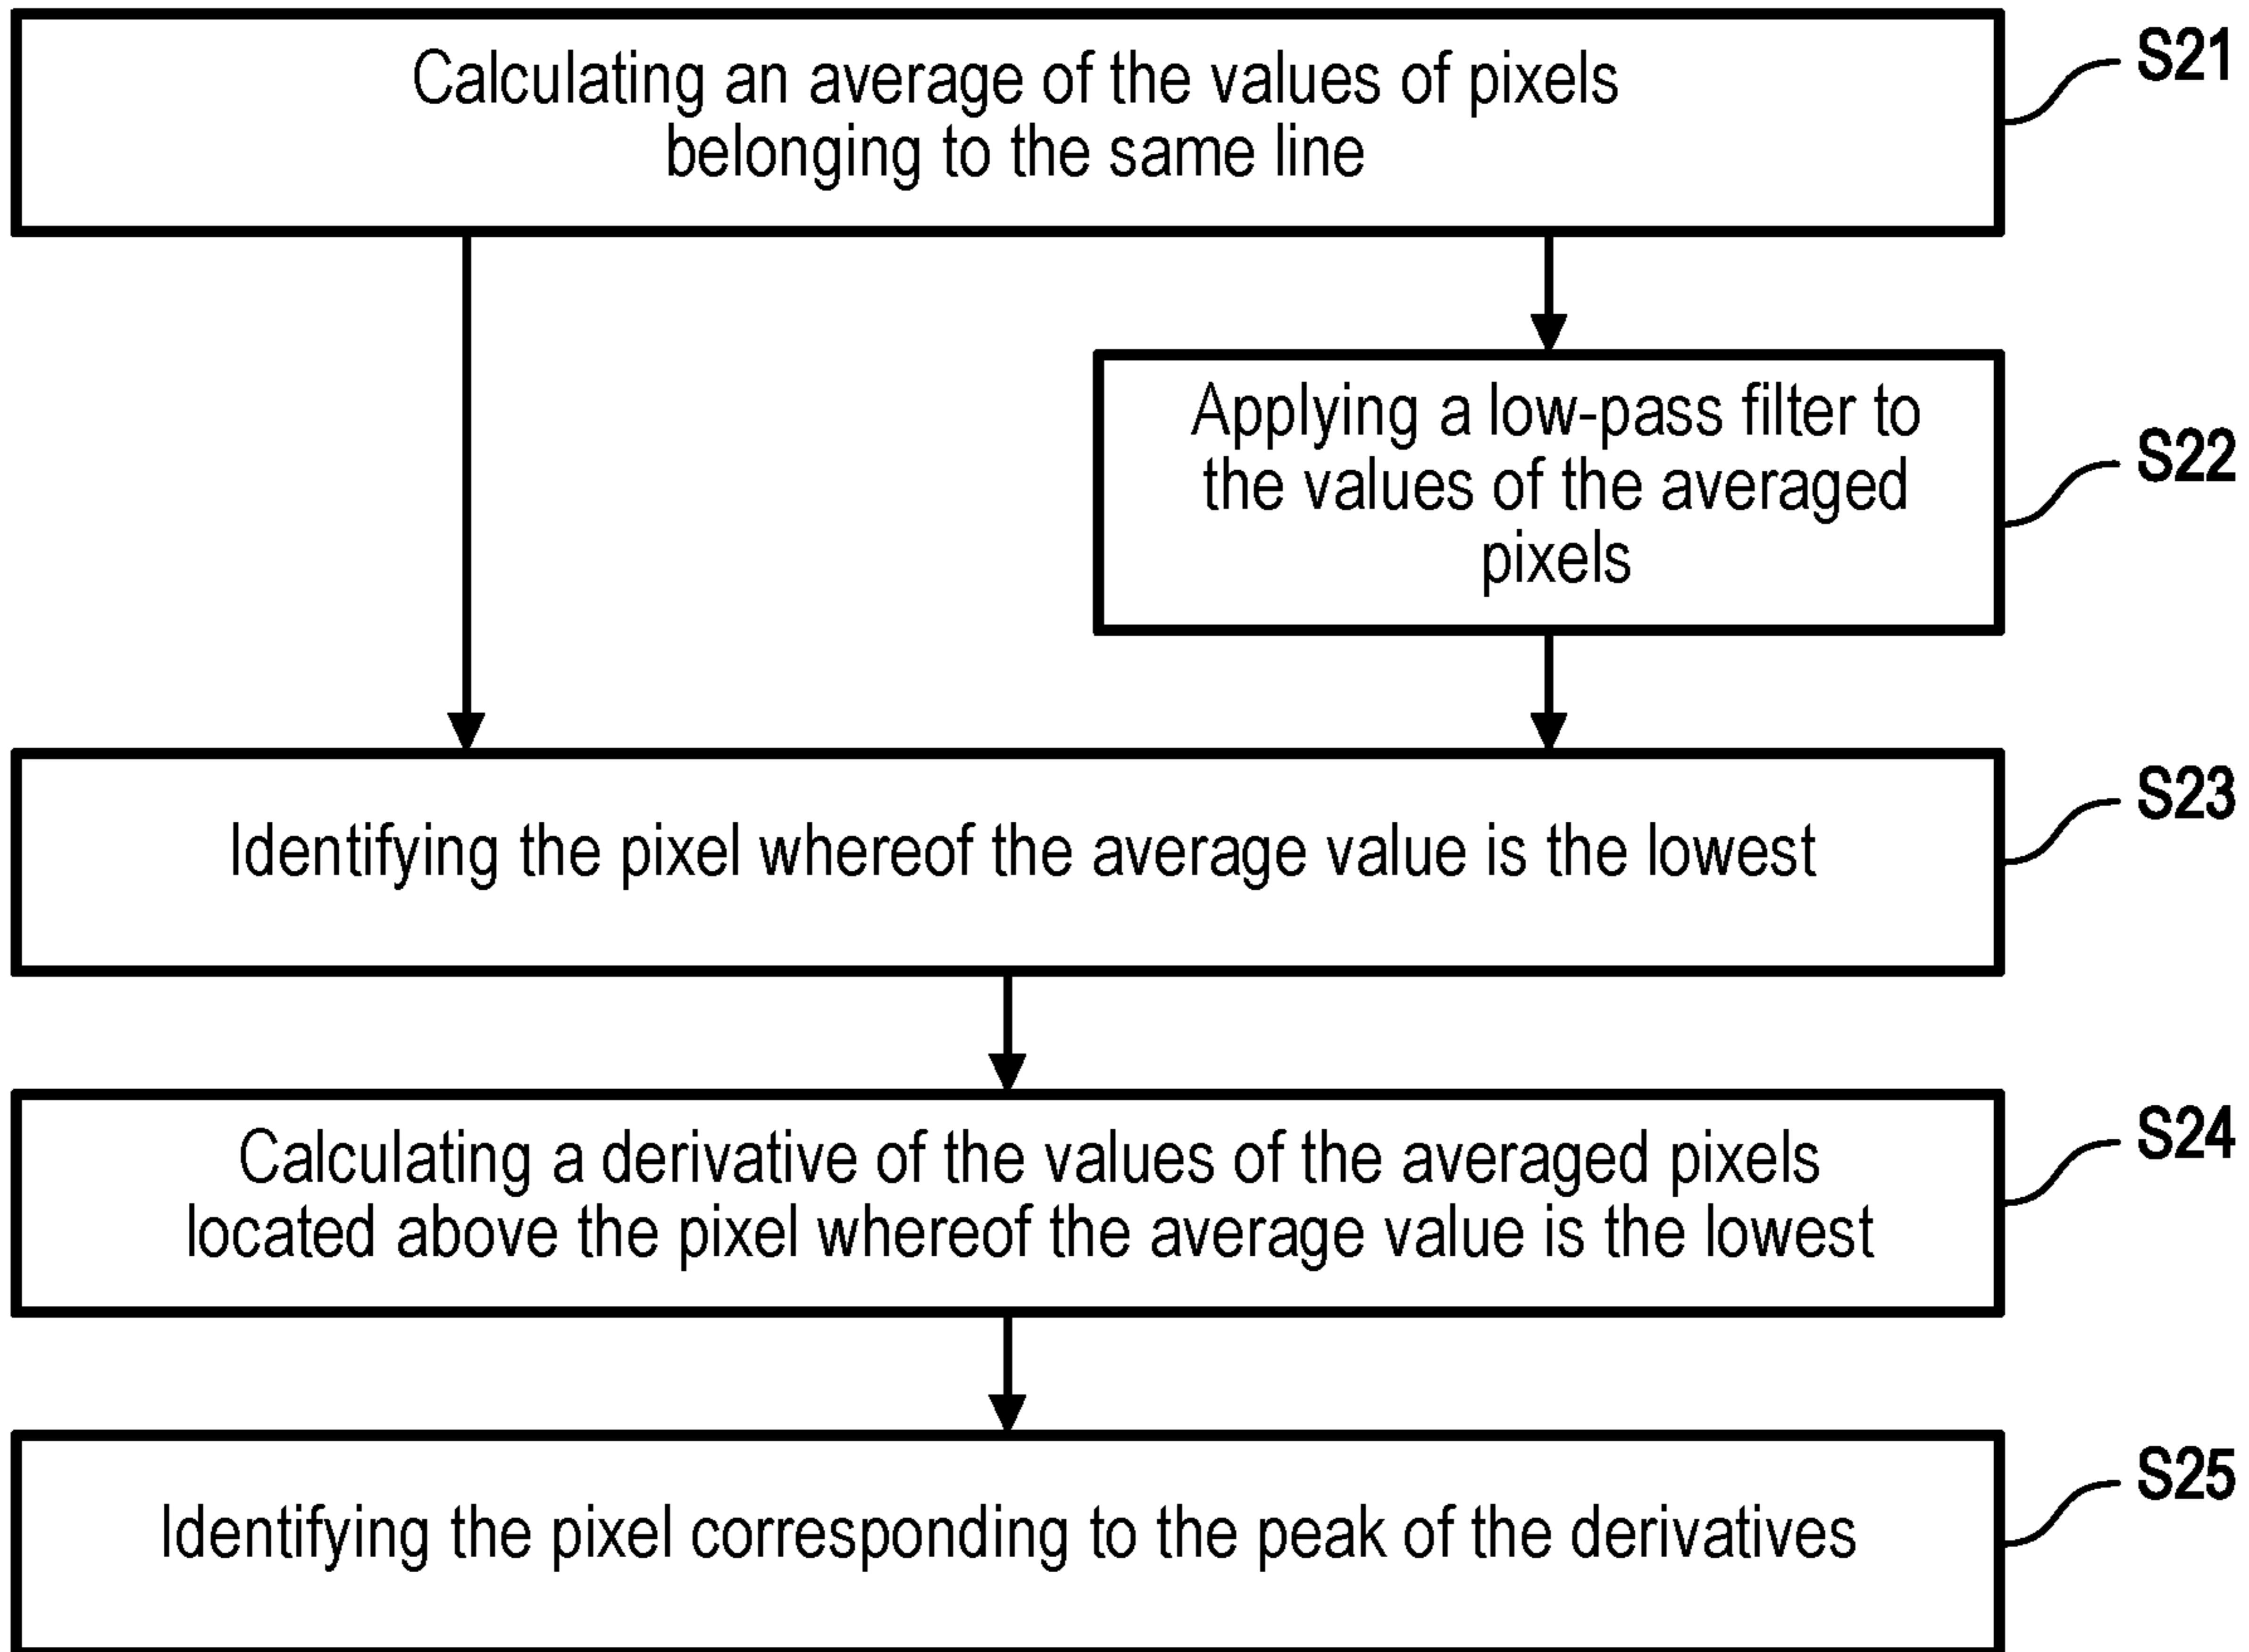 Calculating an average of the values of pixels
belonging to the same line
S21
Applying a low-pass filter to
the values of the averaged
pixels
S22
Identifying the pixel whereof the average value is the lowest
S23
Calculating a derivative of the values of the averaged pixels
located above the pixel whereof the average value is the lowest
S24
Identifying the pixel corresponding to the peak of the derivatives
S25